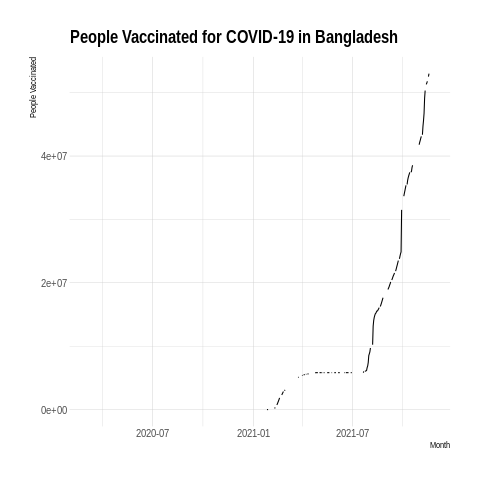 People Vaccinated for COVID-19 in Bangladesh
People Vaccinated
4e+07
2e+07
0e+00
2020-07
2021-01
2021-07
Month